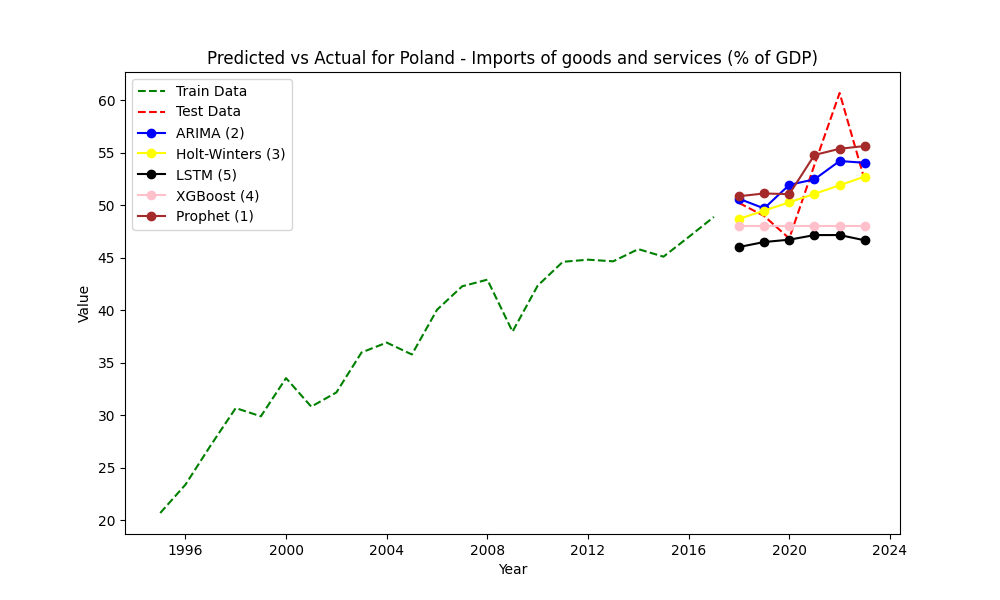 Predicted vs Actual for Poland - Imports of goods and services (% of GDP)
Train Data
Test Data
ARIMA (2)
Holt-Winters (3)
LSTM (5)
XGBoost (4)
Prophet (1)
60
55
50
45
40
35
30
25
20
Value
1996 2000 2004 2008 2012 2016 2020 2024
Year